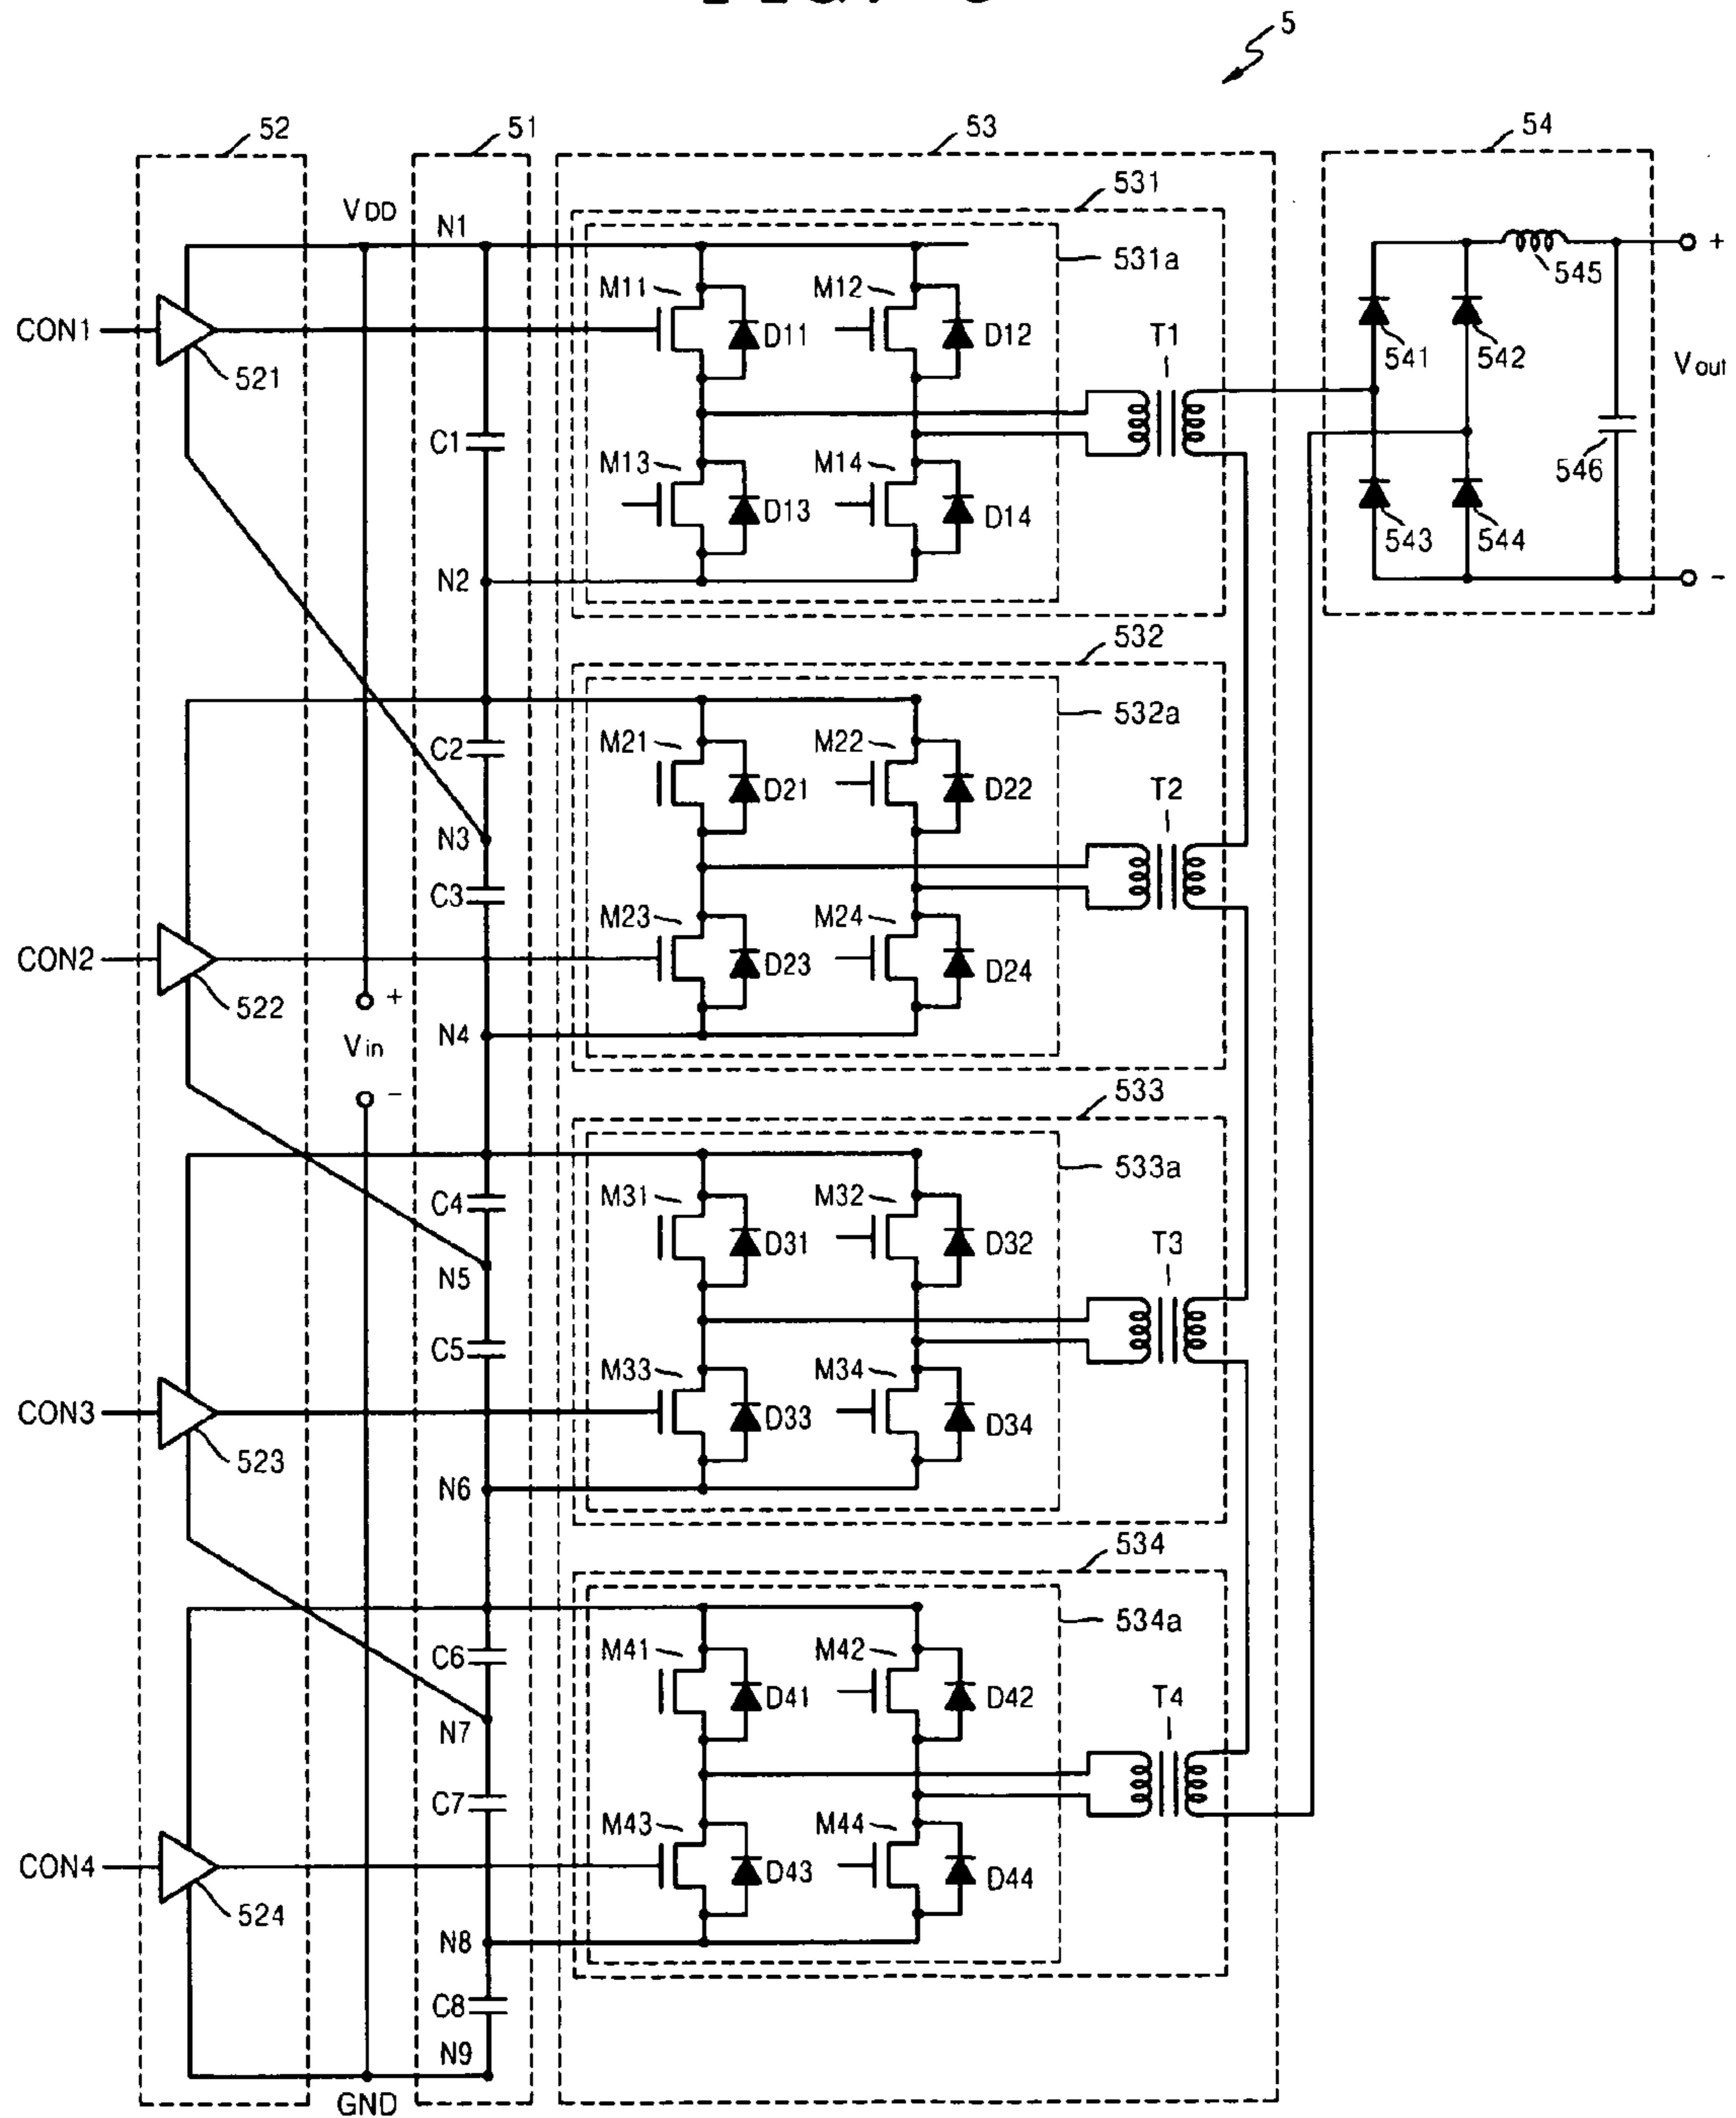 5
52
51
53
54
531
VDD
N1
531a
M11
M12
545
CON1
D11
D12
T1
541
542
Vout
521
C1
M13
M14
546
D13
D14
543
544
N2
532
532a
C2
M21
M22
D21
D22
T2
N3
C3
M23
M24
CON2
D23
D24
522
N4
Vin
533
533a
C4
M31
M32
D31
D32
T3
N5
C5
M33
M34
CON3
D33
D34
523
N6
534
534a
C6
M41
M42
D41
D42
T4
N7
C7
M43
M44
CON4
D43
D44
524
N8
C8
N9
GND
+
-
+
-